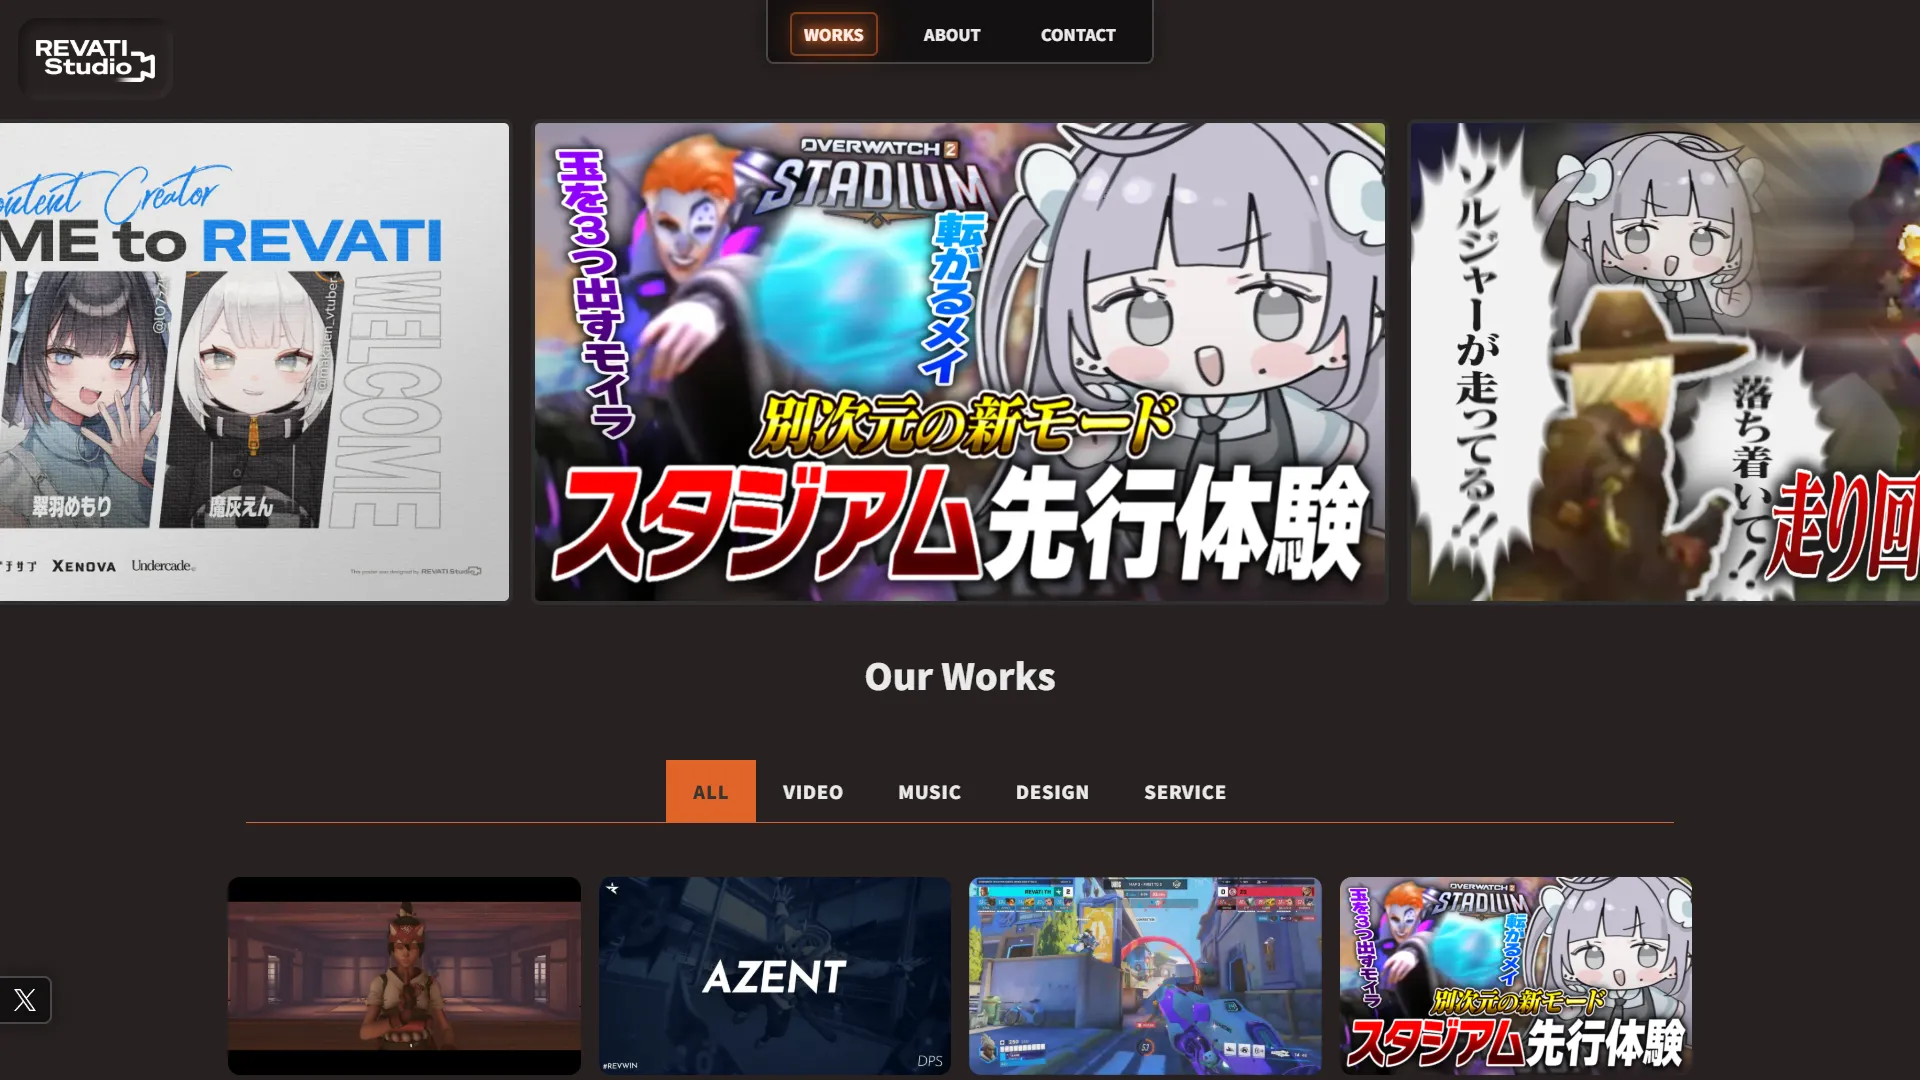 REVATI
Studio
WORKS
ABOUT
CONTACT
Content Creator
ME to REVATI
WELCOME
翠羽めもり
魔灰えん
XENOVA
Undercade
This poster was designed by REVATI Studio
OVERWATCH 2
STADIUM
玉を3つ出すモイラ
転がるメイ
別次元の新モード
スタジアム先行体験
ソルジャーが走ってる!!
落ち着いて!!
走り回
Our Works
ALL
VIDEO
MUSIC
DESIGN
SERVICE
AZENT
#REVWIN
DPS
OVERWATCH 2
STADIUM
玉を3つ出すモイラ
転がるメイ
別次元の新モード
スタジアム先行体験